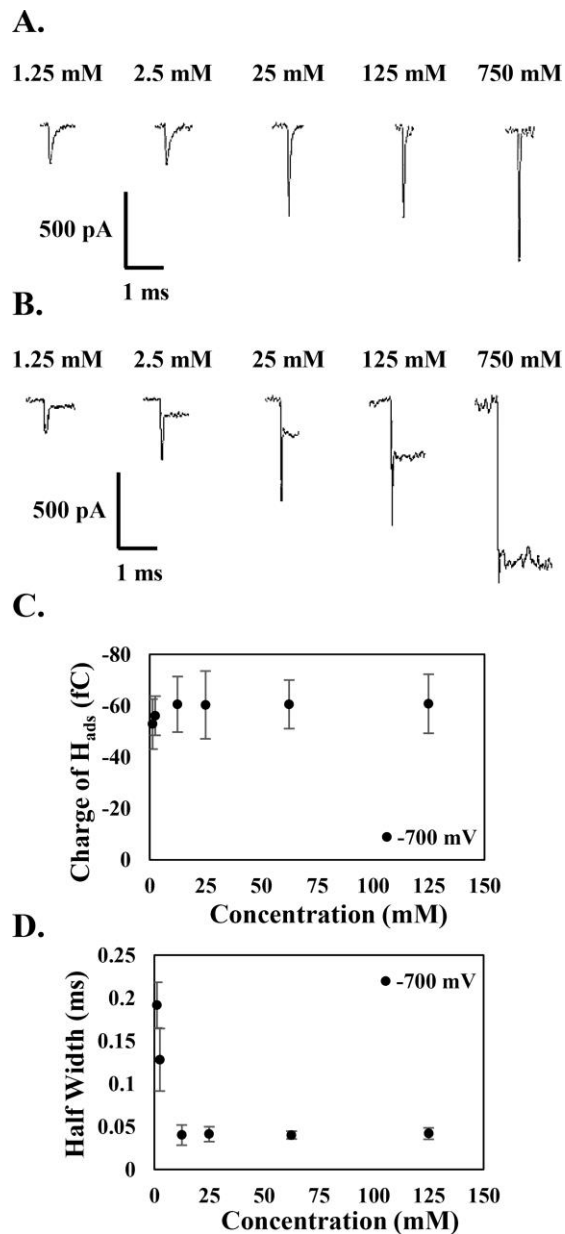 A.
1.25 mM 2.5 mM 25 mM 125 mM 750 mM
500 pA
1 ms
B.
1.25 mM 2.5 mM 25 mM 125 mM 750 mM
500 pA
1 ms
C.
Charge of Hads (fC)
-80
-60
-40
-20
0
-700 mV
0 25 50 75 100 125 150
Concentration (mM)
D.
Half Width (ms)
0.25
0.2
0.15
0.1
0.05
0
-700 mV
0 25 50 75 100 125 150
Concentration (mM)